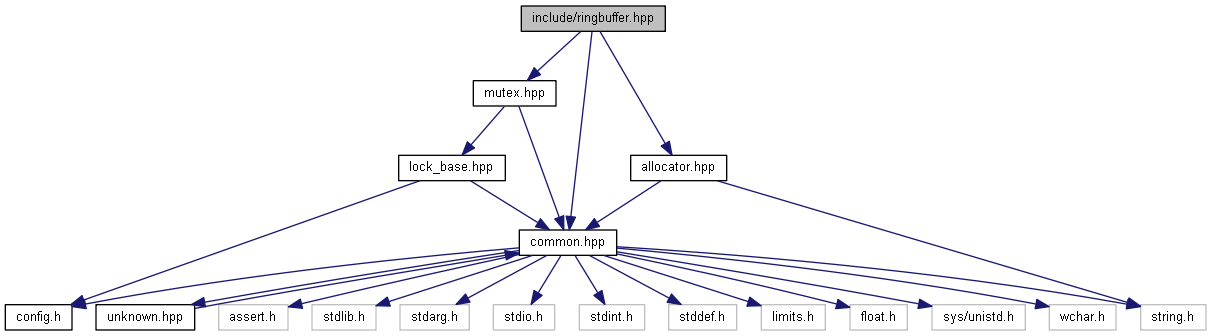 include/ringbuffer.hpp
mutex.hpp
lock_base.hpp
allocator.hpp
common.hpp
config.h
unknown.hpp
assert.h
stdlib.h
stdarg.h
stdio.h
stdint.h
stddef.h
limits.h
float.h
sys/unistd.h
wchar.h
string.h